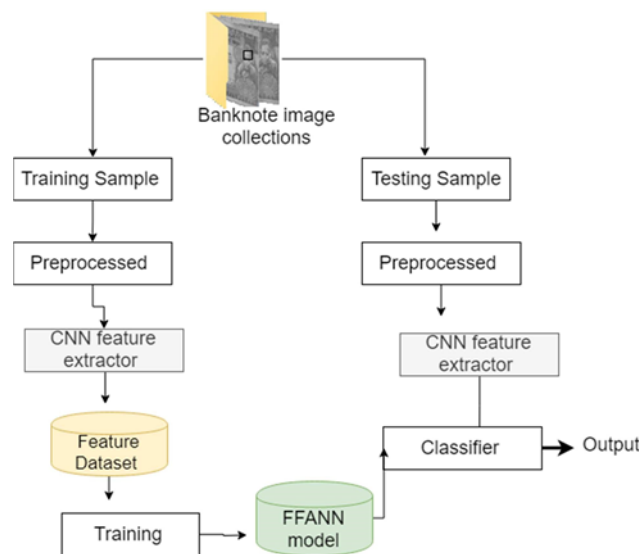 Banknote image
collections
Training Sample
Testing Sample
Preprocessed
Preprocessed
CNN feature
extractor
CNN feature
extractor
Feature
Dataset
Classifier
Output
Training
FFANN
model